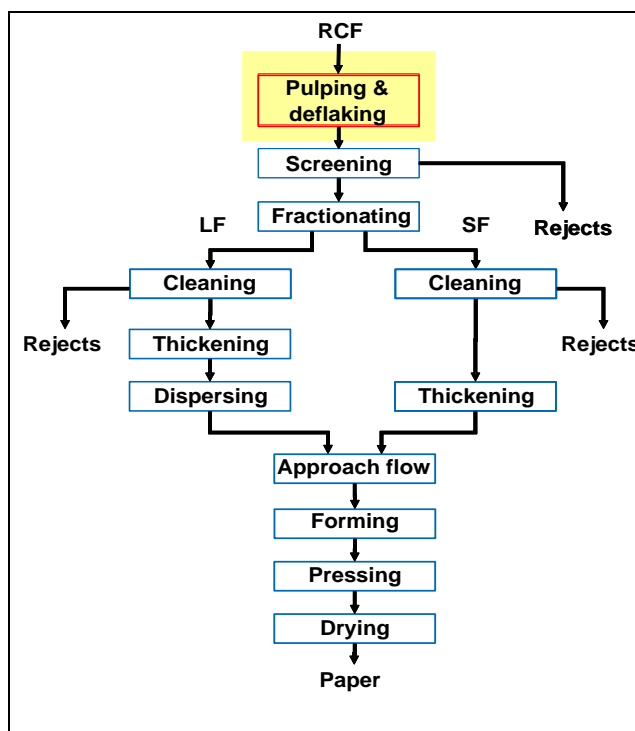 RCF
Pulping &
deflaking
Screening
Fractionating
Rejects
LF
SF
Cleaning
Cleaning
Rejects
Thickening
Rejects
Dispersing
Thickening
Approach flow
Forming
Pressing
Drying
Paper